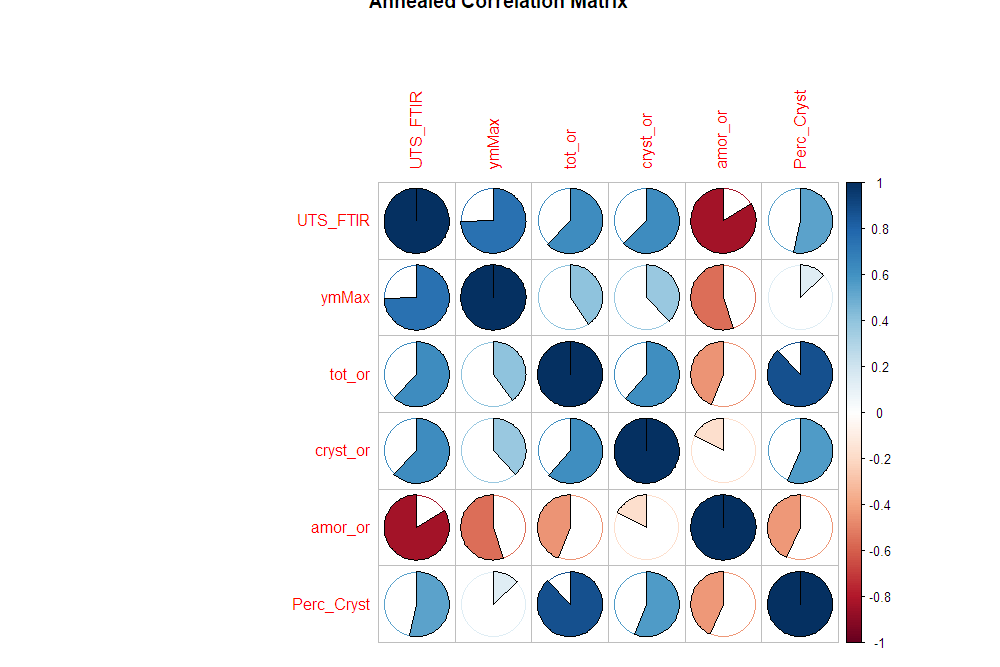 Annealed Correlation Matrix
UTS_FTIR
ymMax
tot_or
cryst_or
amor_or
Perc_Cryst
UTS_FTIR
ymMax
tot_or
cryst_or
amor_or
Perc_Cryst
1
0.8
0.6
0.4
0.2
0
-0.2
-0.4
-0.6
-0.8
-1